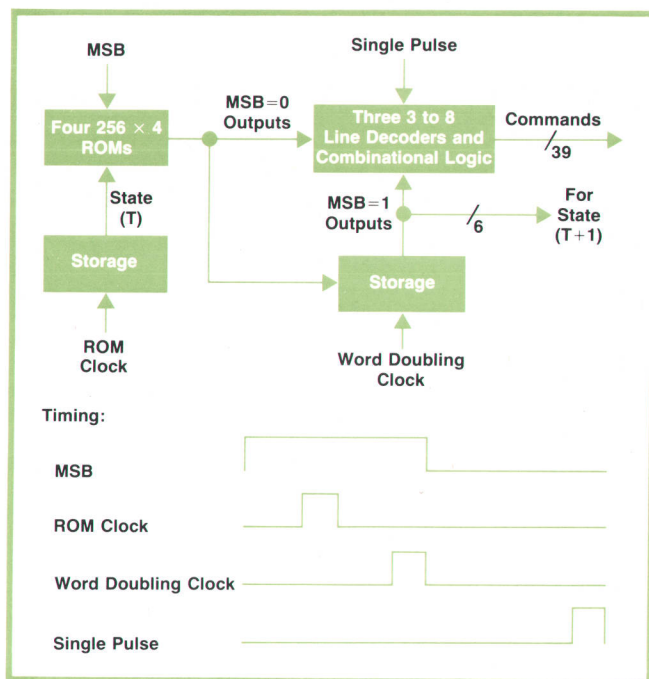 MSB
Single Pulse
Four 256 × 4
ROMs
MSB=0
Outputs
Three 3 to 8
Line Decoders and
Combinational Logic
Commands
39
State
(T)
MSB=1
Outputs
6
For
State
(T+1)
Storage
Storage
ROM
Clock
Word Doubling
Clock
Timing:
MSB
ROM Clock
Word Doubling Clock
Single Pulse